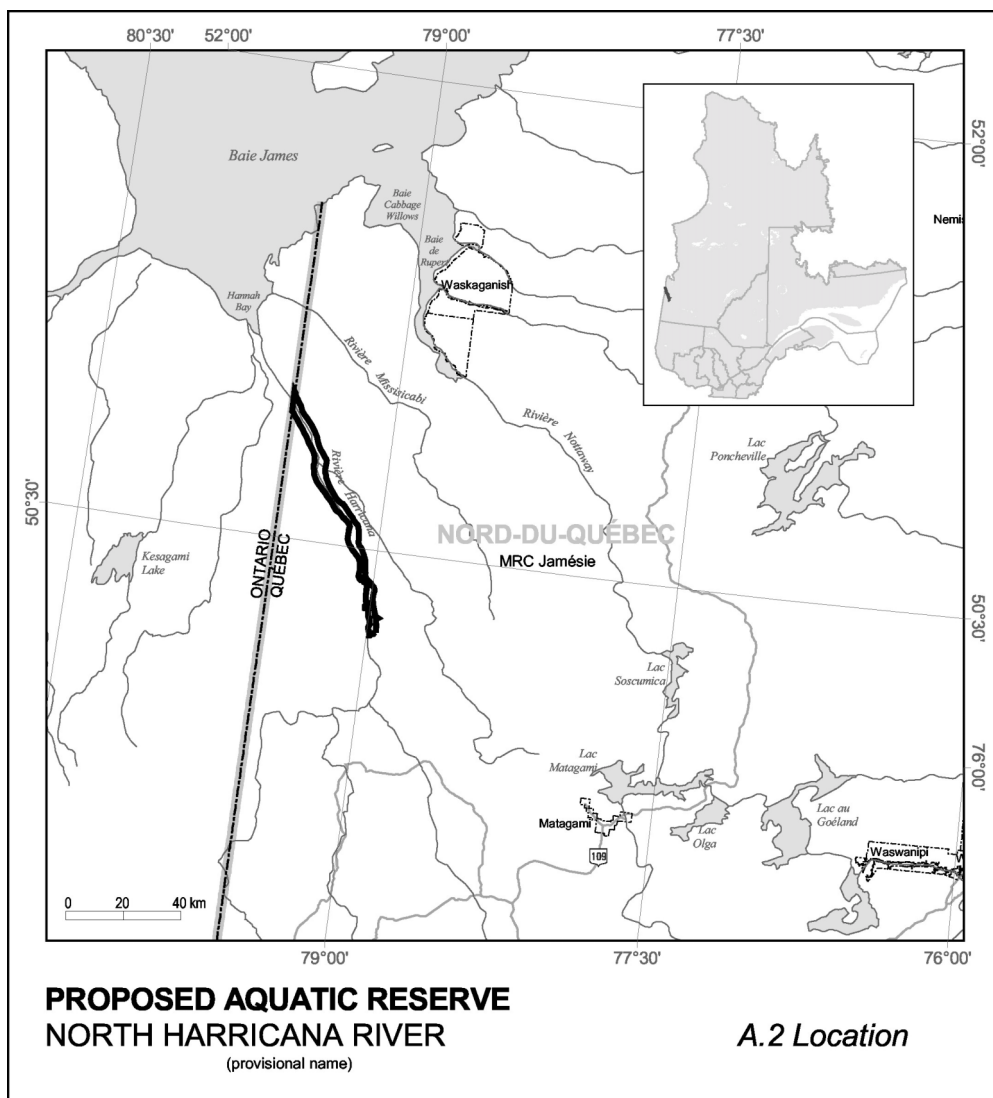 80°30' 52°00' 79°00' 77°30'
52°00'
Baie James
Baie
Cabbage
Willows
Baie
de
Rupert
Nemis
Waskaganish
Hannah
Bay
Rivière Missisicabi
Rivière Nottaway
Rivière Harricana
Lac
Poncheville
50°30'
NORD-DU-QUÉBEC
MRC Jamésie
ONTARIO
QUÉBEC
Kesagami
Lake
50°30'
Lac
Soscumica
Lac
Matagami
76°00'
Matagami
Lac
Olga
Lac au
Goéland
109
Waswanipi
W
0 20 40 km
79°00' 77°30' 76°00'
PROPOSED AQUATIC RESERVE
NORTH HARRICANA RIVER
(provisional name)
A.2 Location